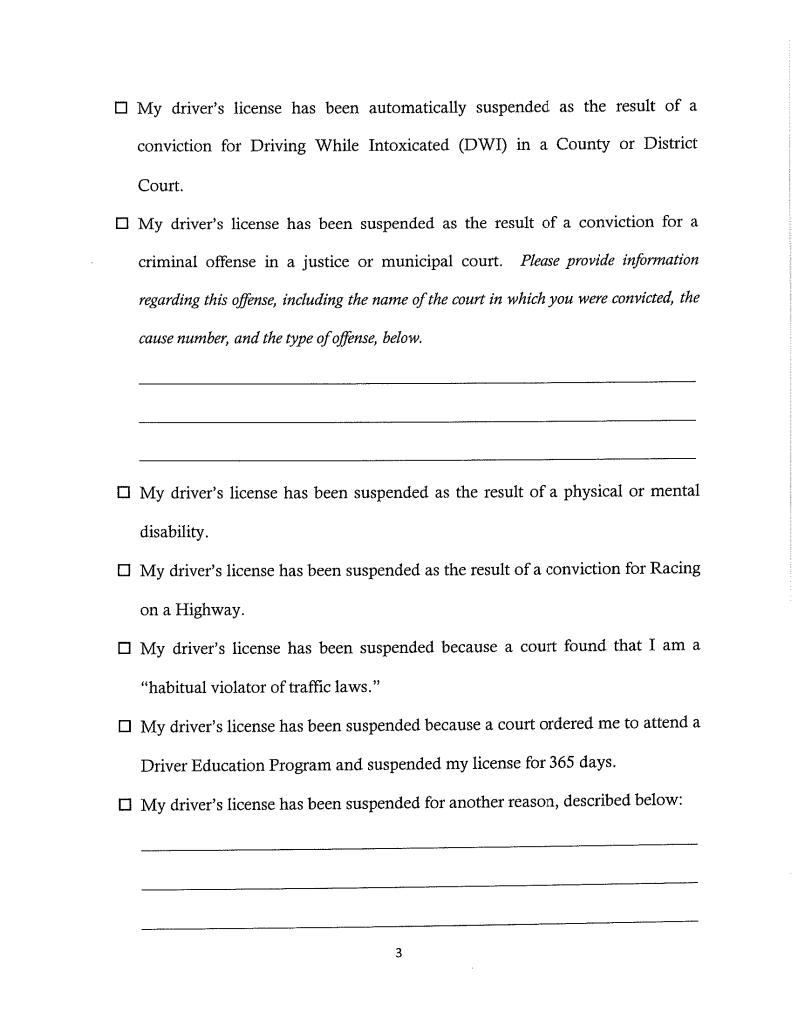 ☐ My driver's license has been automatically suspended as the result of a
conviction for Driving While Intoxicated (DWI) in a County or District
Court.
☐ My driver's license has been suspended as the result of a conviction for a
criminal offense in a justice or municipal court. Please provide information
regarding this offense, including the name of the court in which you were convicted, the
cause number, and the type of offense, below.
☐ My driver's license has been suspended as the result of a physical or mental
disability.
☐ My driver's license has been suspended as the result of a conviction for Racing
on a Highway.
☐ My driver's license has been suspended because a court found that I am a
“habitual violator of traffic laws.”
☐ My driver's license has been suspended because a court ordered me to attend a
Driver Education Program and suspended my license for 365 days.
☐ My driver's license has been suspended for another reason, described below:
3